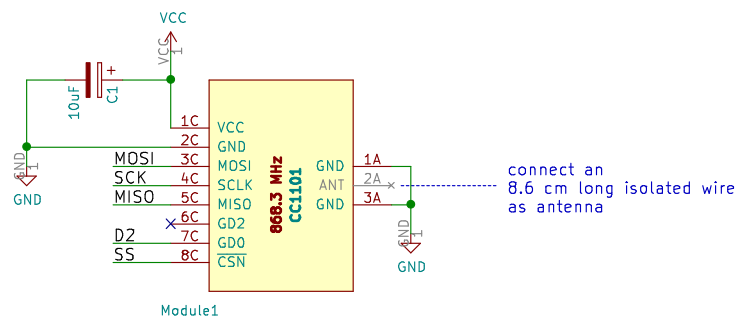 VCC
VCC
1
+
10uF
C1
GND
1
GND
MOSI
SCK
MISO
D2
SS
1C
2C
3C
4C
5C
6C
7C
8C
VCC
GND
MOSI
SCLK
MISO
GD2
GD0
CSN
868.3 MHz
CC1101
GND
ANT
GND
1A
2A
3A
GND
1
GND
connect an
8.6 cm long isolated wire
as antenna
Module1